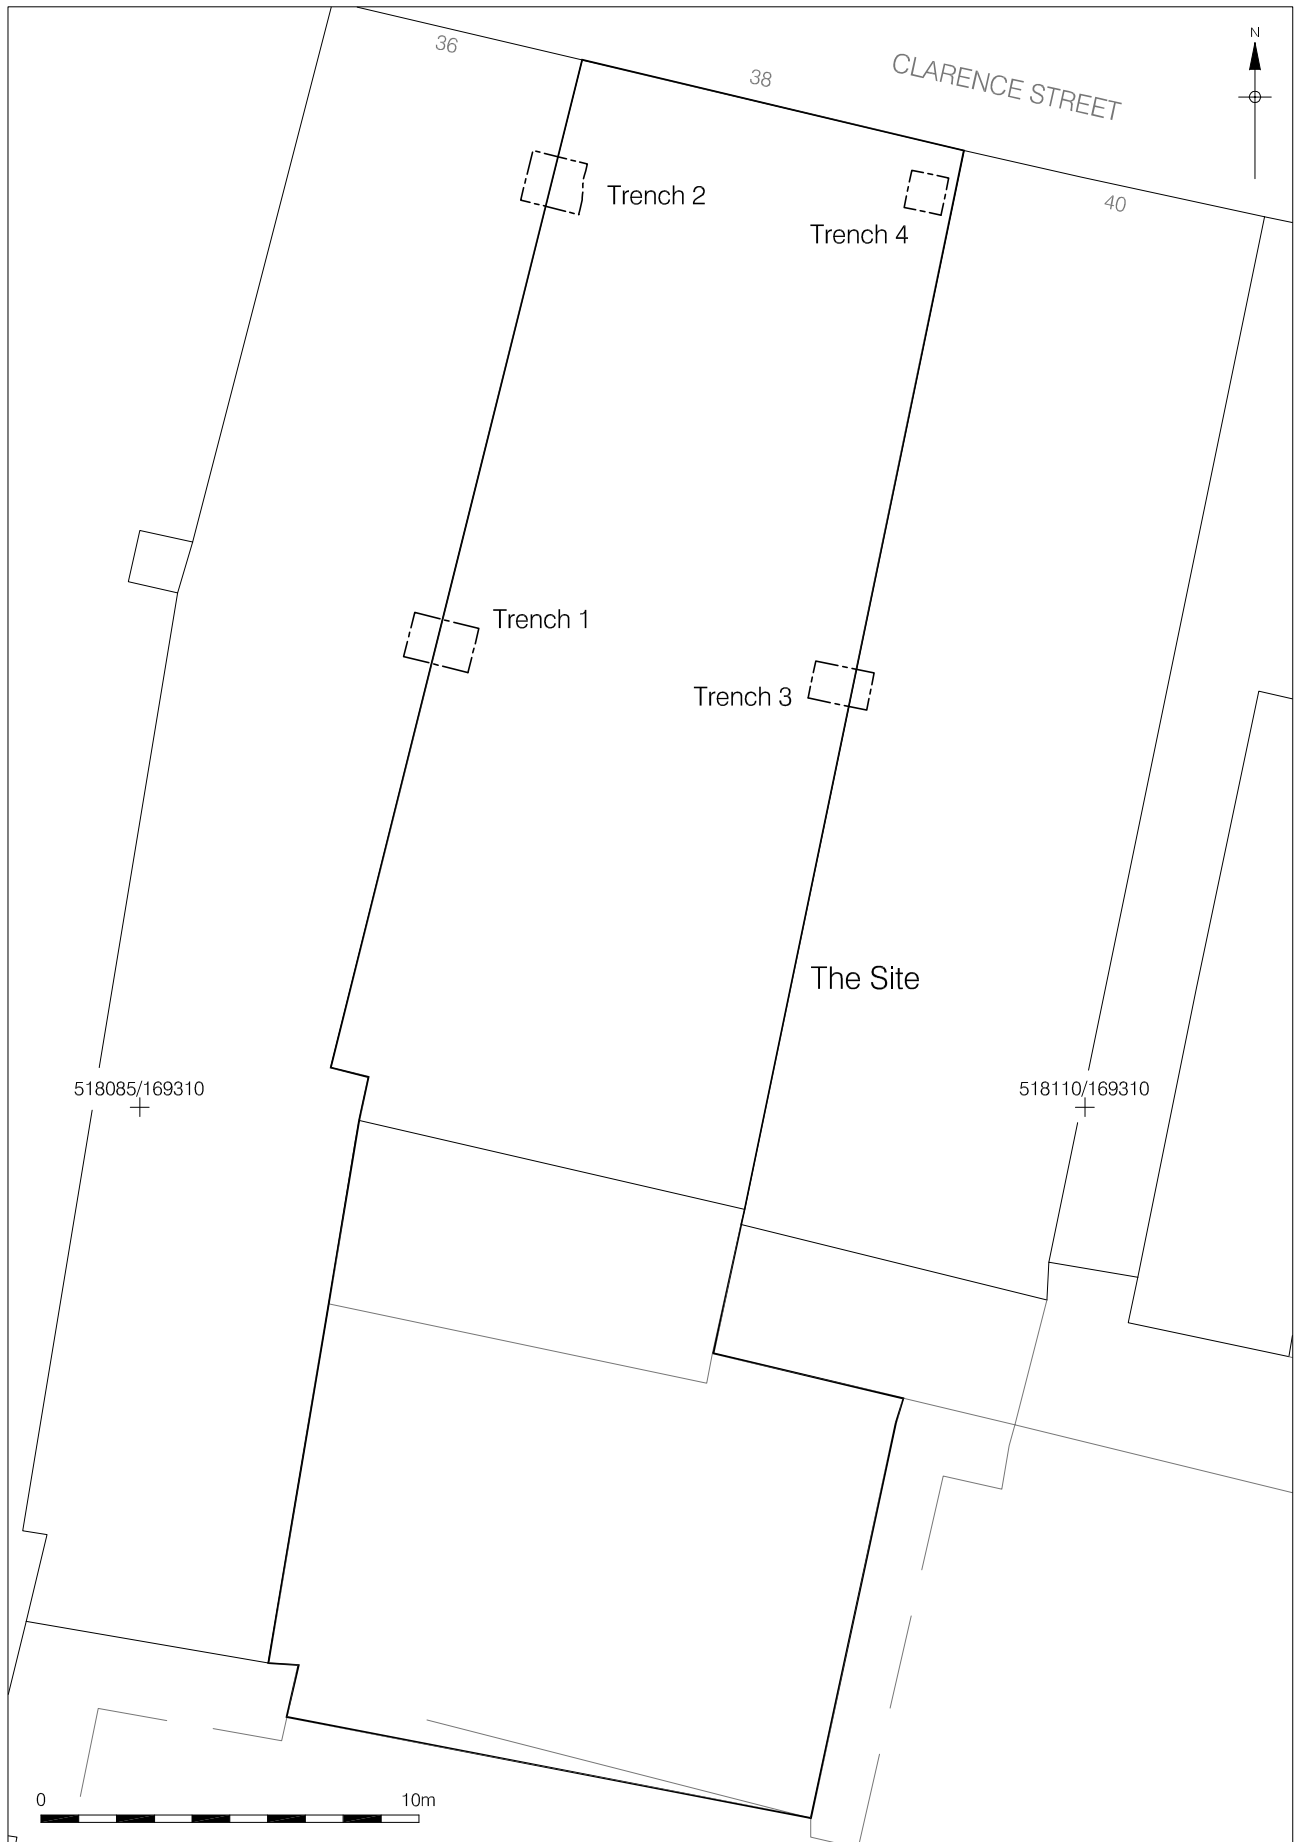 N
36
38
CLARENCE STREET
40
Trench 2
Trench 4
Trench 1
Trench 3
The Site
518085/169310
518110/169310
0 10m